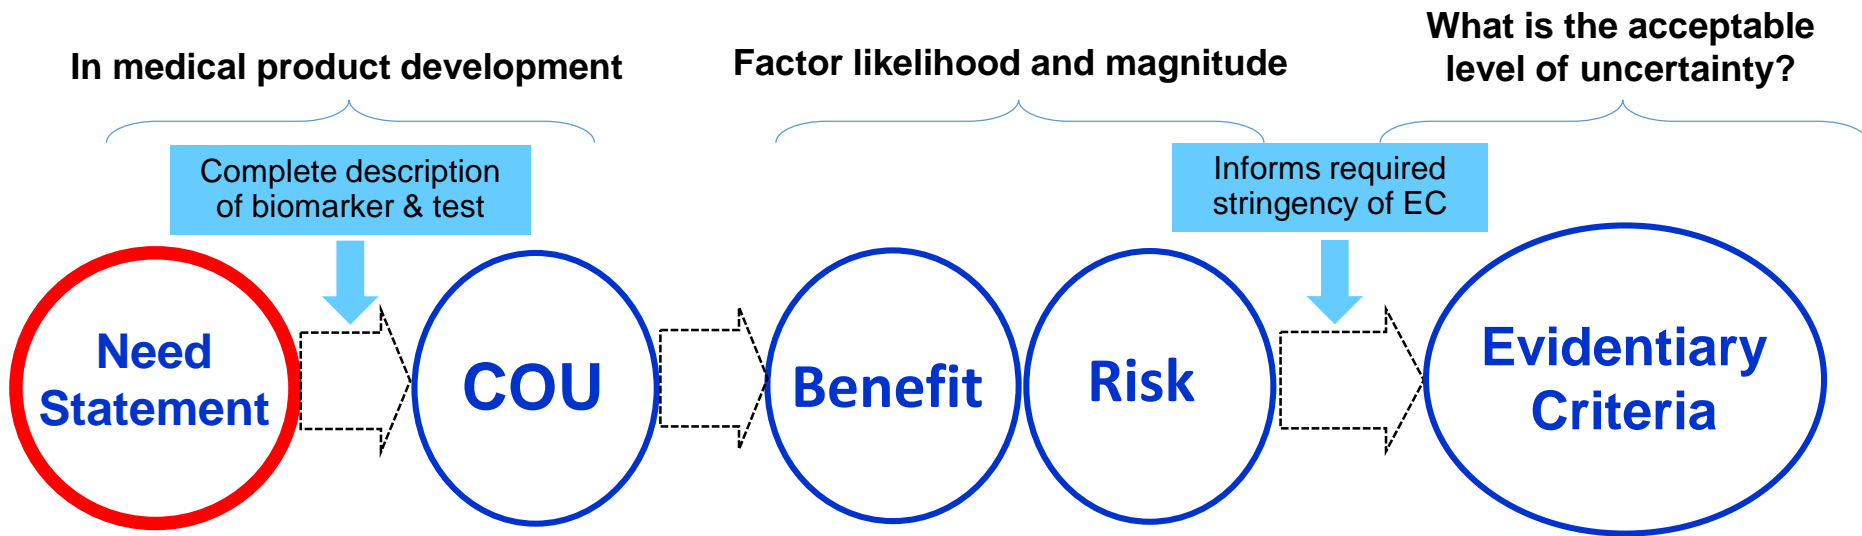 In medical product development
Factor likelihood and magnitude
What is the acceptable
level of uncertainty?
Complete description
of biomarker & test
Informs required
stringency of EC
Need
Statement
COU
Benefit
Risk
Evidentiary
Criteria